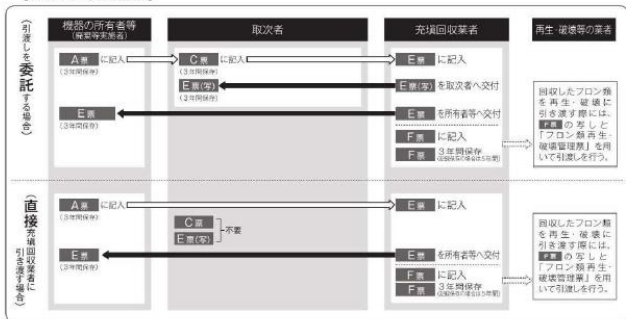 機器の所有者等
(廃棄等実施者)
取次者
充填回収業者
再生・破壊等の業者
(引渡しを委託する場合)
A票 に記入
(3年間保存)
C票 に記入
(3年間保存)
E票(写)
(3年間保存)
E票 に記入
E票(写) を取次者へ交付
E票
(3年間保存)
E票 を所有者等へ交付
F票 に記入
F票 3年間保存
回収したフロン類
を再生・破壊に
引き渡す際には、
F票 の写しと
「フロン類再生・
破壊管理票」を用
いて引渡しを行う。
(直接充填回収業者に引き渡す場合)
A票 に記入
(3年間保存)
C票
E票(写)
不要
E票 に記入
E票
(3年間保存)
E票 を所有者等へ交付
F票 に記入
F票 3年間保存
回収したフロン類
を再生・破壊に
引き渡す際には、
F票 の写しと
「フロン類再生・
破壊管理票」を用
いて引渡しを行う。